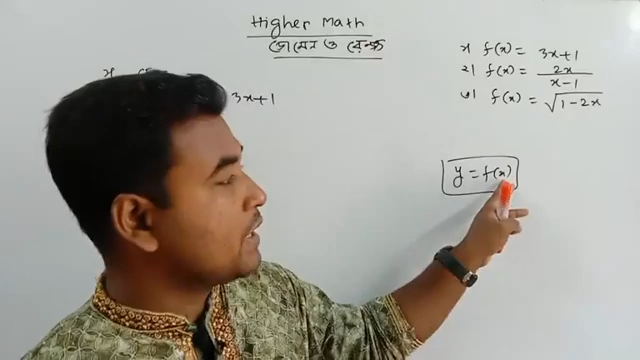 Higher Math
ডোমেন ও রেঞ্জ
১। f(x) = 3x+1
২। f(x) = 2x / x-1
৩। f(x) = √1-2x
3x+1
y = f(x)